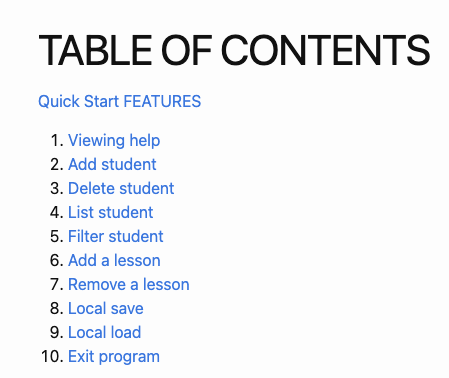 TABLE OF CONTENTS
Quick Start FEATURES
1. Viewing help
2. Add student
3. Delete student
4. List student
5. Filter student
6. Add a lesson
7. Remove a lesson
8. Local save
9. Local load
10. Exit program